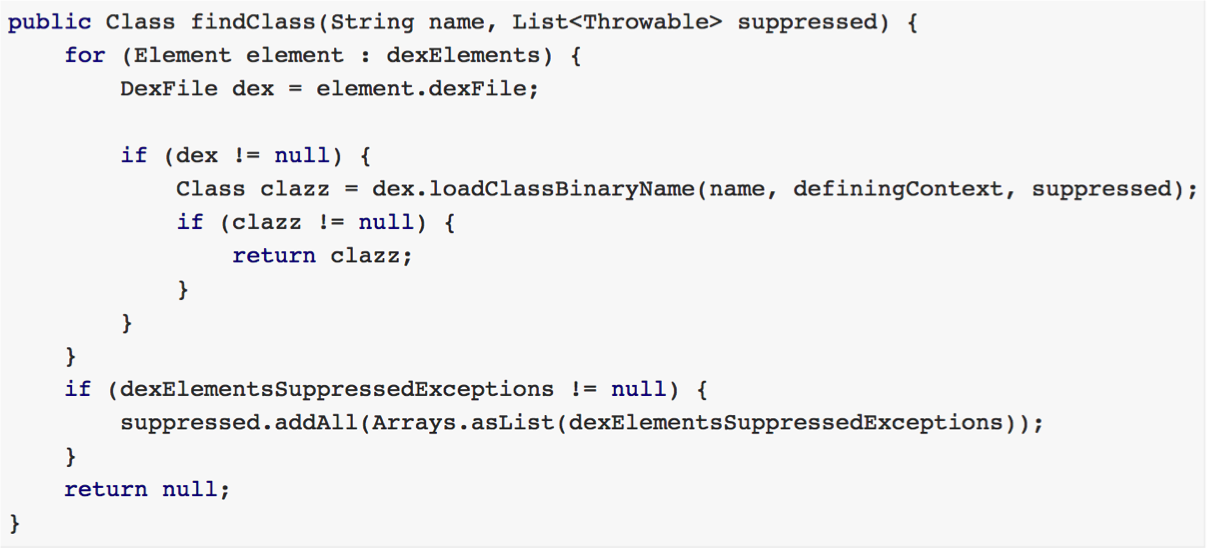 public Class findClass(String name, List<Throwable> suppressed) {
    for (Element element : dexElements) {
        DexFile dex = element.dexFile;

        if (dex != null) {
            Class clazz = dex.loadClassBinaryName(name, definingContext, suppressed);
            if (clazz != null) {
                return clazz;
            }
        }
    }
    if (dexElementsSuppressedExceptions != null) {
        suppressed.addAll(Arrays.asList(dexElementsSuppressedExceptions));
    }
    return null;
}